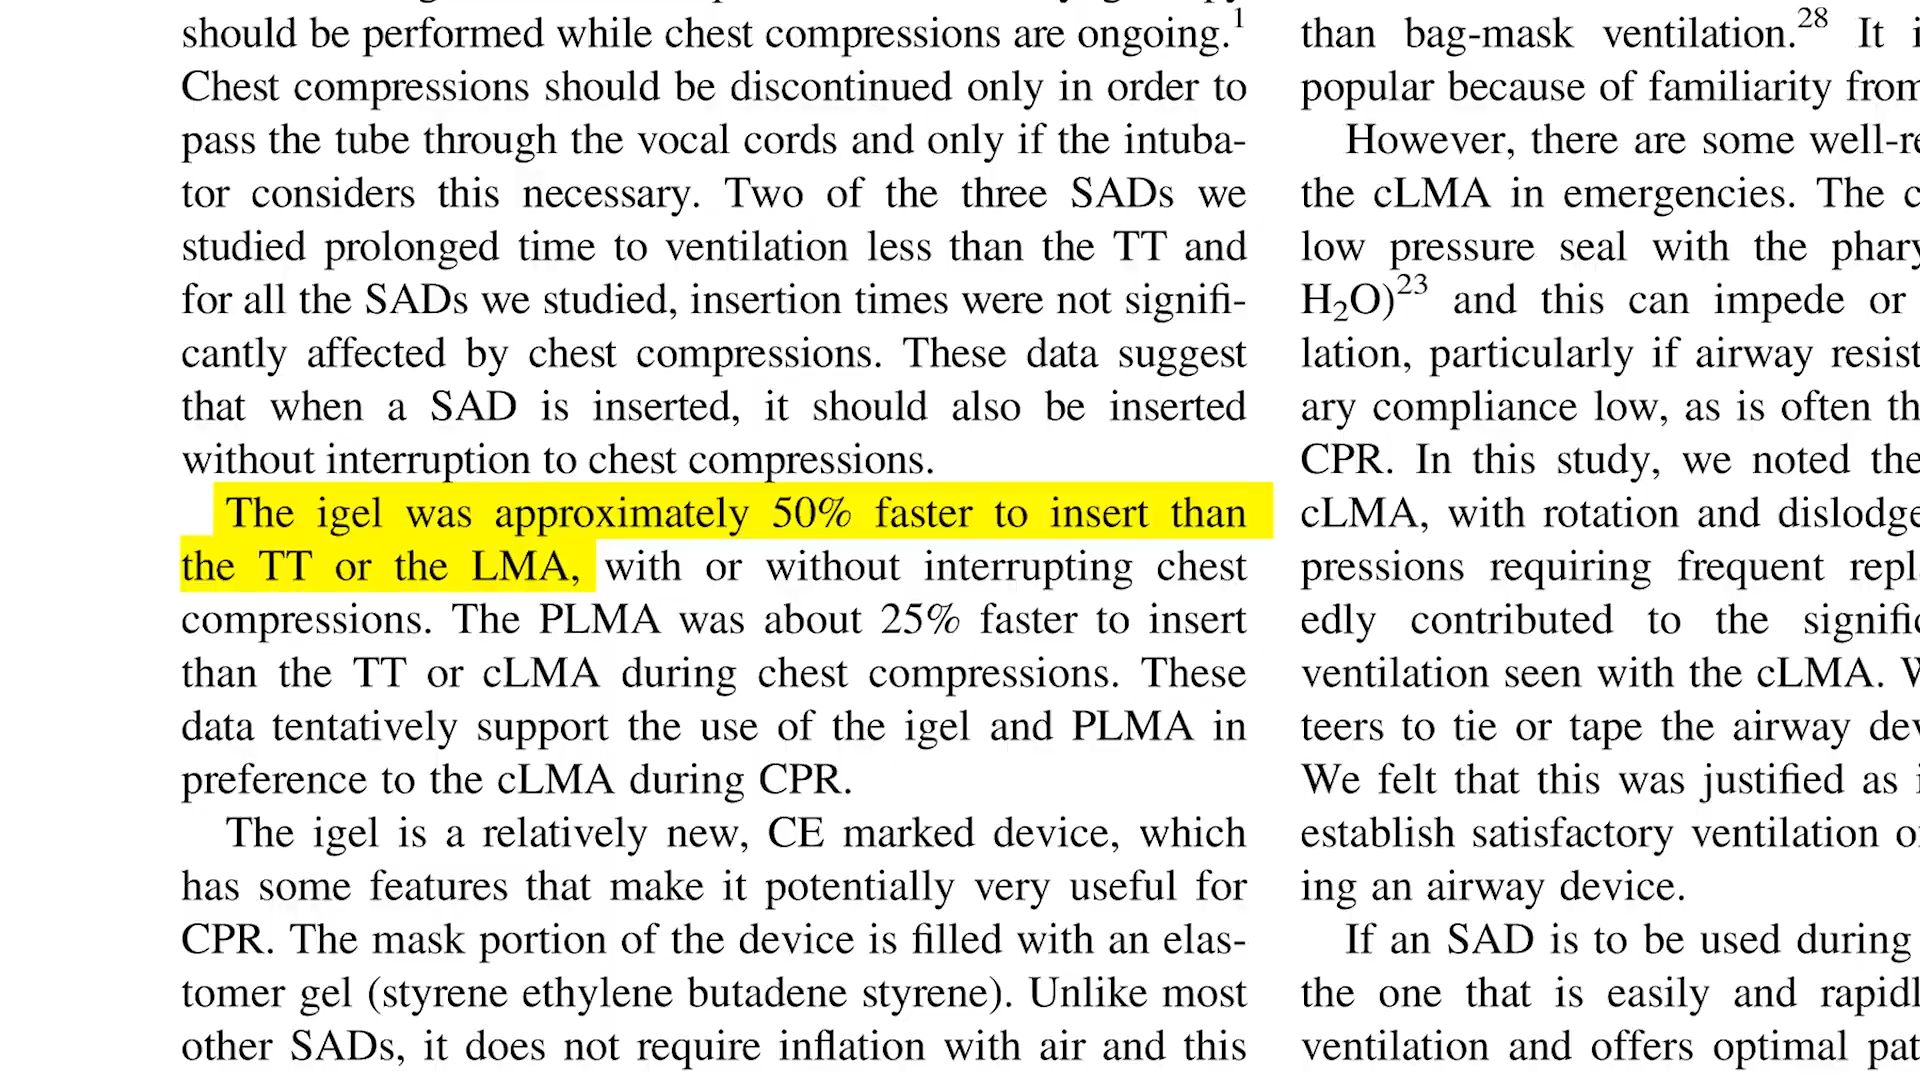 should be performed while chest compressions are ongoing.1
Chest compressions should be discontinued only in order to
pass the tube through the vocal cords and only if the intuba-
tor considers this necessary. Two of the three SADs we
studied prolonged time to ventilation less than the TT and
for all the SADs we studied, insertion times were not signifi-
cantly affected by chest compressions. These data suggest
that when a SAD is inserted, it should also be inserted
without interruption to chest compressions.
The igel was approximately 50% faster to insert than
the TT or the LMA, with or without interrupting chest
compressions. The PLMA was about 25% faster to insert
than the TT or cLMA during chest compressions. These
data tentatively support the use of the igel and PLMA in
preference to the cLMA during CPR.
The igel is a relatively new, CE marked device, which
has some features that make it potentially very useful for
CPR. The mask portion of the device is filled with an elas-
tomer gel (styrene ethylene butadene styrene). Unlike most
other SADs, it does not require inflation with air and this
than bag-mask ventilation.28 It
popular because of familiarity from
However, there are some well-re
the cLMA in emergencies. The c
low pressure seal with the phary
H2O)23 and this can impede or
lation, particularly if airway resist
ary compliance low, as is often th
CPR. In this study, we noted the
cLMA, with rotation and dislodge
pressions requiring frequent repl
edly contributed to the signific
ventilation seen with the cLMA. W
teers to tie or tape the airway dev
We felt that this was justified as i
establish satisfactory ventilation o
ing an airway device.
If an SAD is to be used during
the one that is easily and rapidl
ventilation and offers optimal pat